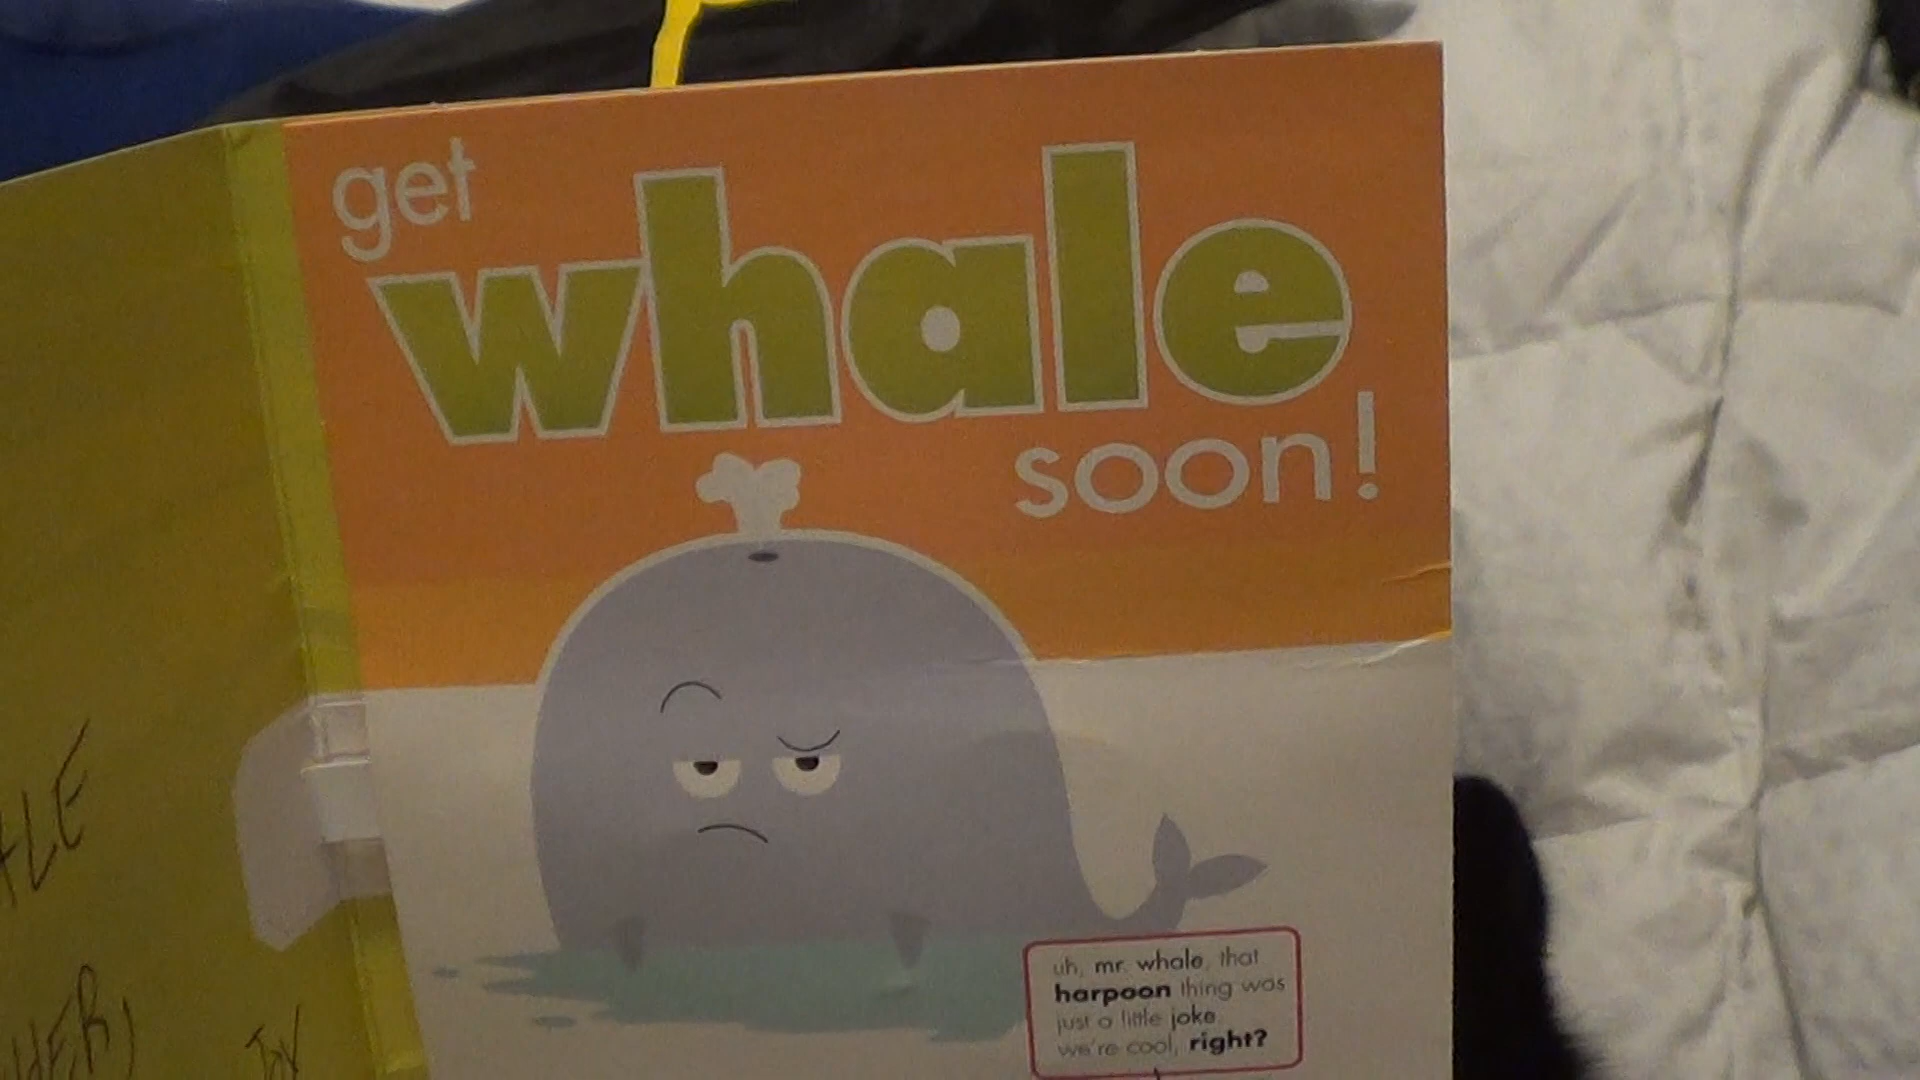 get
whale
soon!
uh, mr. whale, that
harpoon thing was
just a little joke.
we're cool, right?